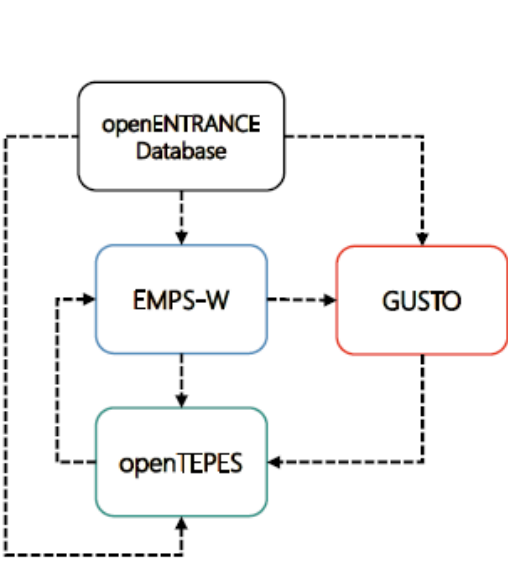 openENTRANCE
Database
EMPS-W
GUSTO
openTEPES